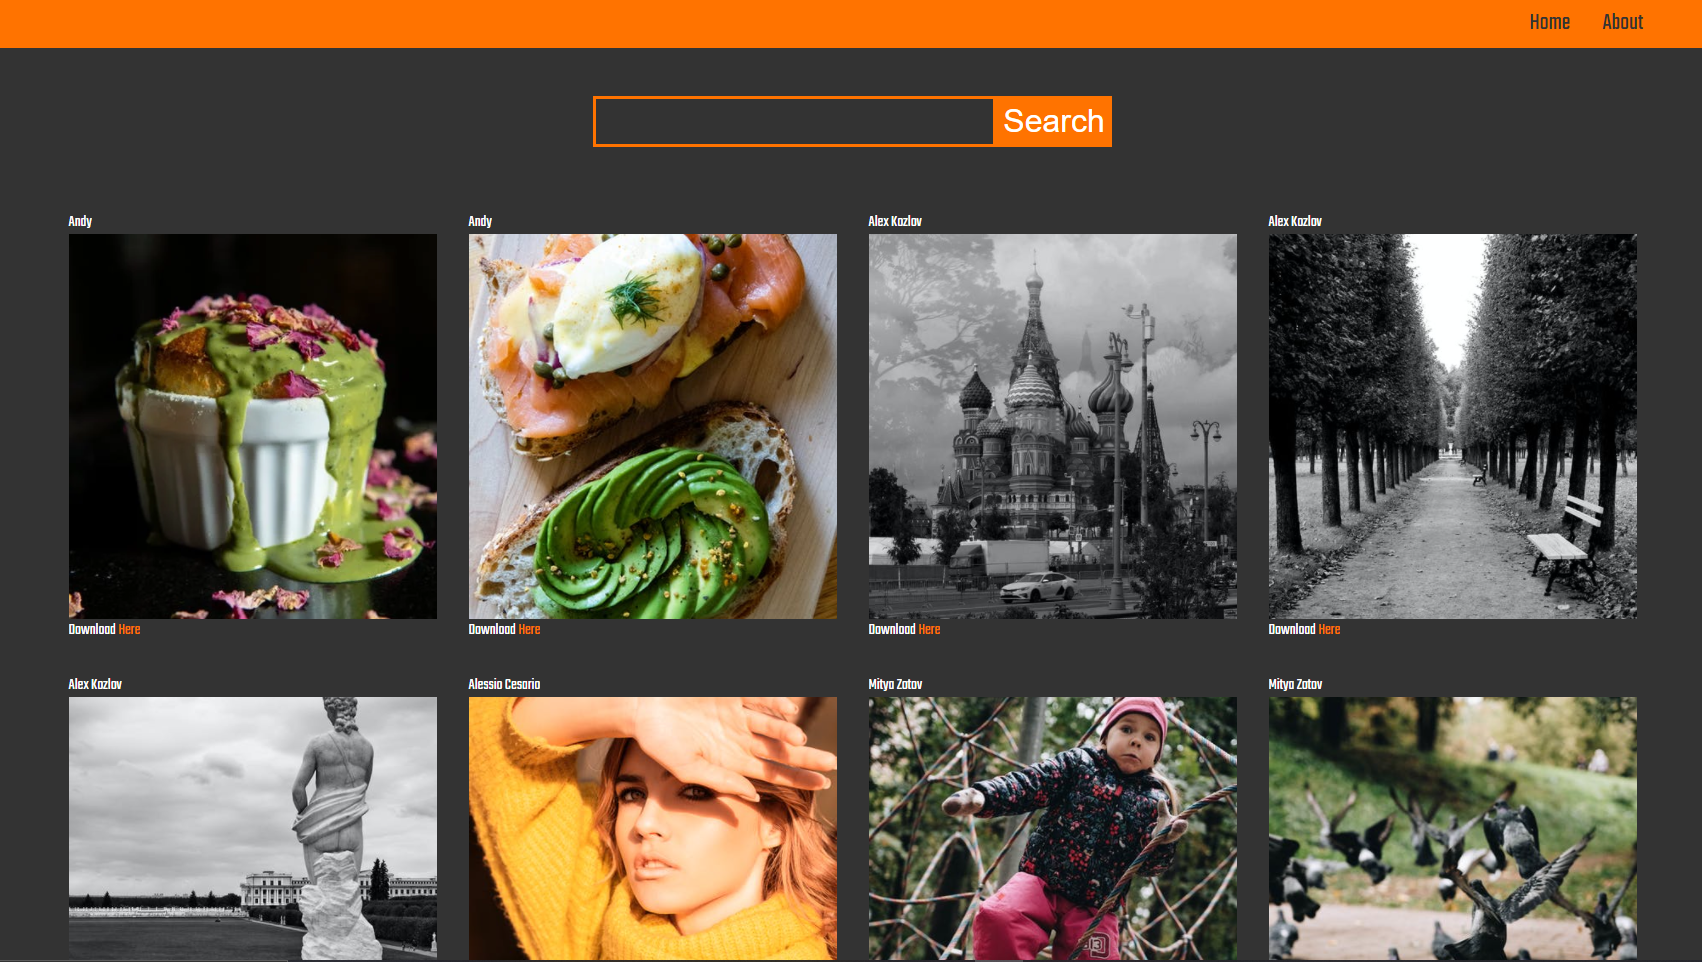 Home About
Search
Andy
Andy
Alex Kozlov
Alex Kozlov
Download Here
Download Here
Download Here
Download Here
Alex Kozlov
Alessio Cesario
Mitya Zotov
Mitya Zotov